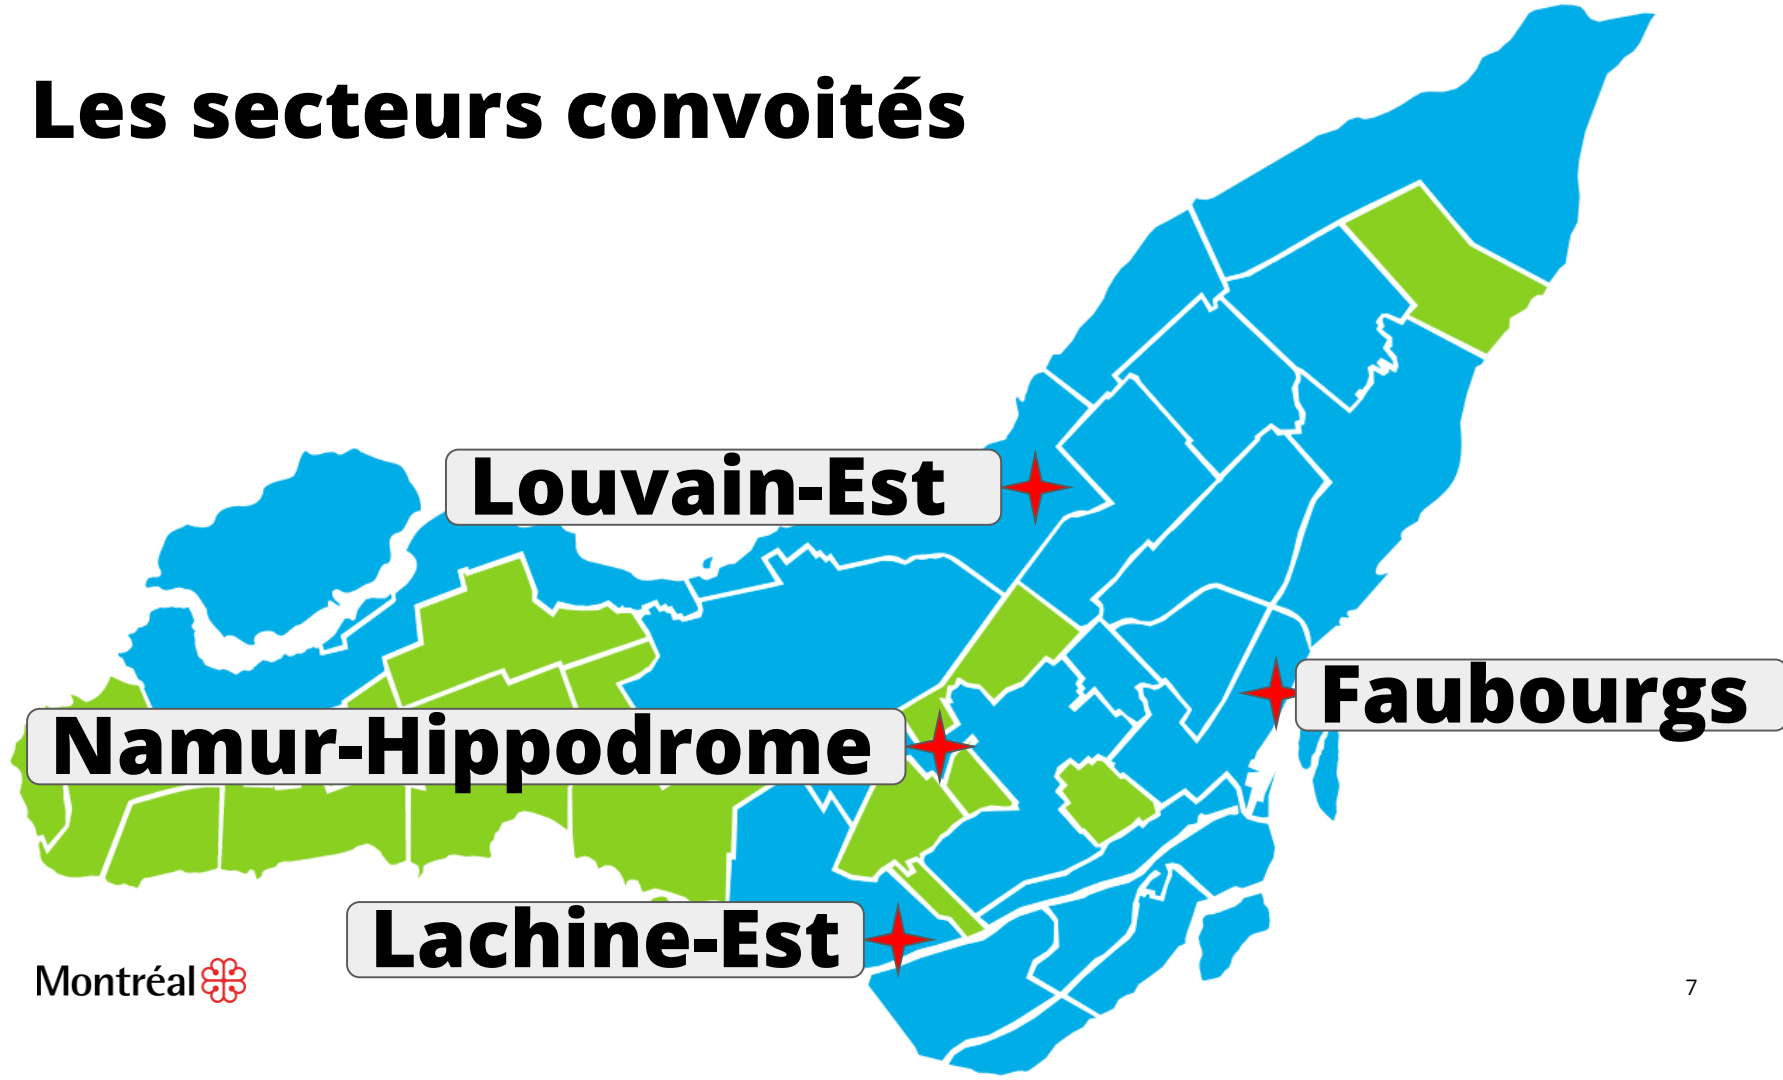 Les secteurs convoités
Louvain-Est
Faubourgs
Namur-Hippodrome
Lachine-Est
Montréal
7